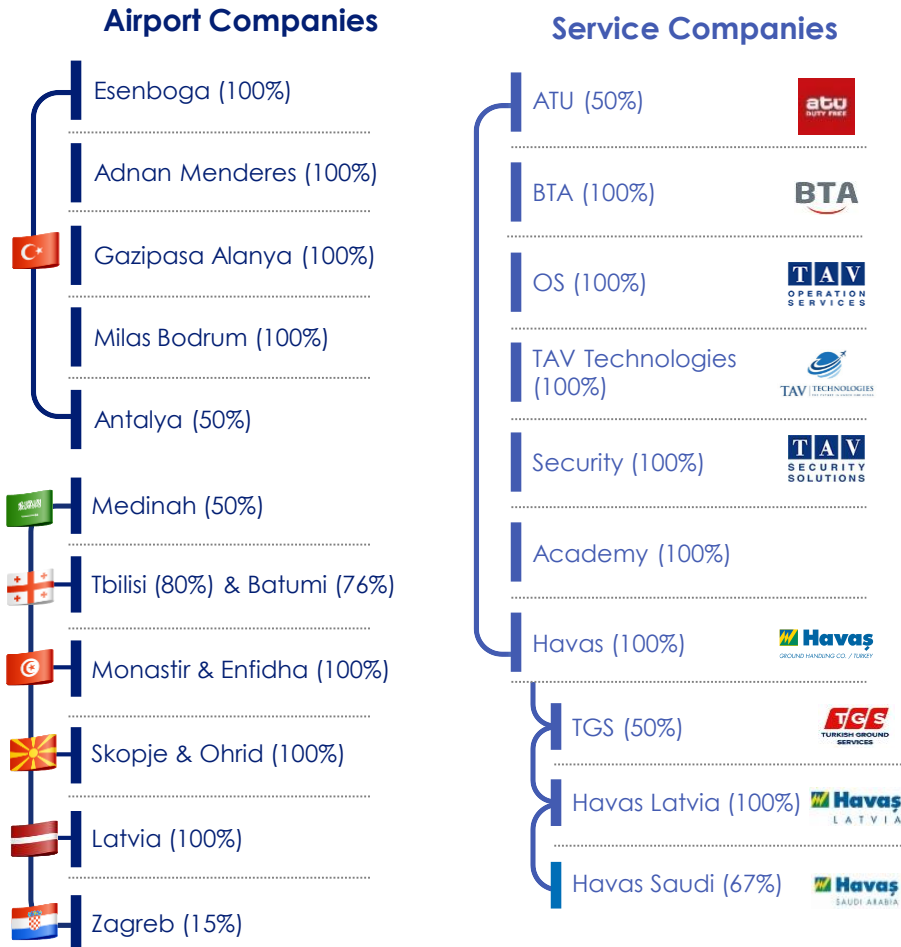 Airport Companies
Esenboga (100%)
Adnan Menderes (100%)
Gazipasa Alanya (100%)
Milas Bodrum (100%)
Antalya (50%)
Medinah (50%)
Tbilisi (80%) & Batumi (76%)
Monastir & Enfidha (100%)
Skopje & Ohrid (100%)
Latvia (100%)
Zagreb (15%)
Service Companies
ATU (50%)
atu
DUTY FREE
BTA (100%)
BTA
OS (100%)
TAV
OPERATION
SERVICES
TAV Technologies
(100%)
TAV TECHNOLOGIES
Security (100%)
TAV
SECURITY
SOLUTIONS
Academy (100%)
Havas (100%)
Havaş
GROUND HANDLING CO. / TURKEY
TGS (50%)
TGS
TURKISH GROUND
SERVICES
Havas Latvia (100%)
Havaş
LATVIA
Havas Saudi (67%)
Havaş
SAUDI ARABIA